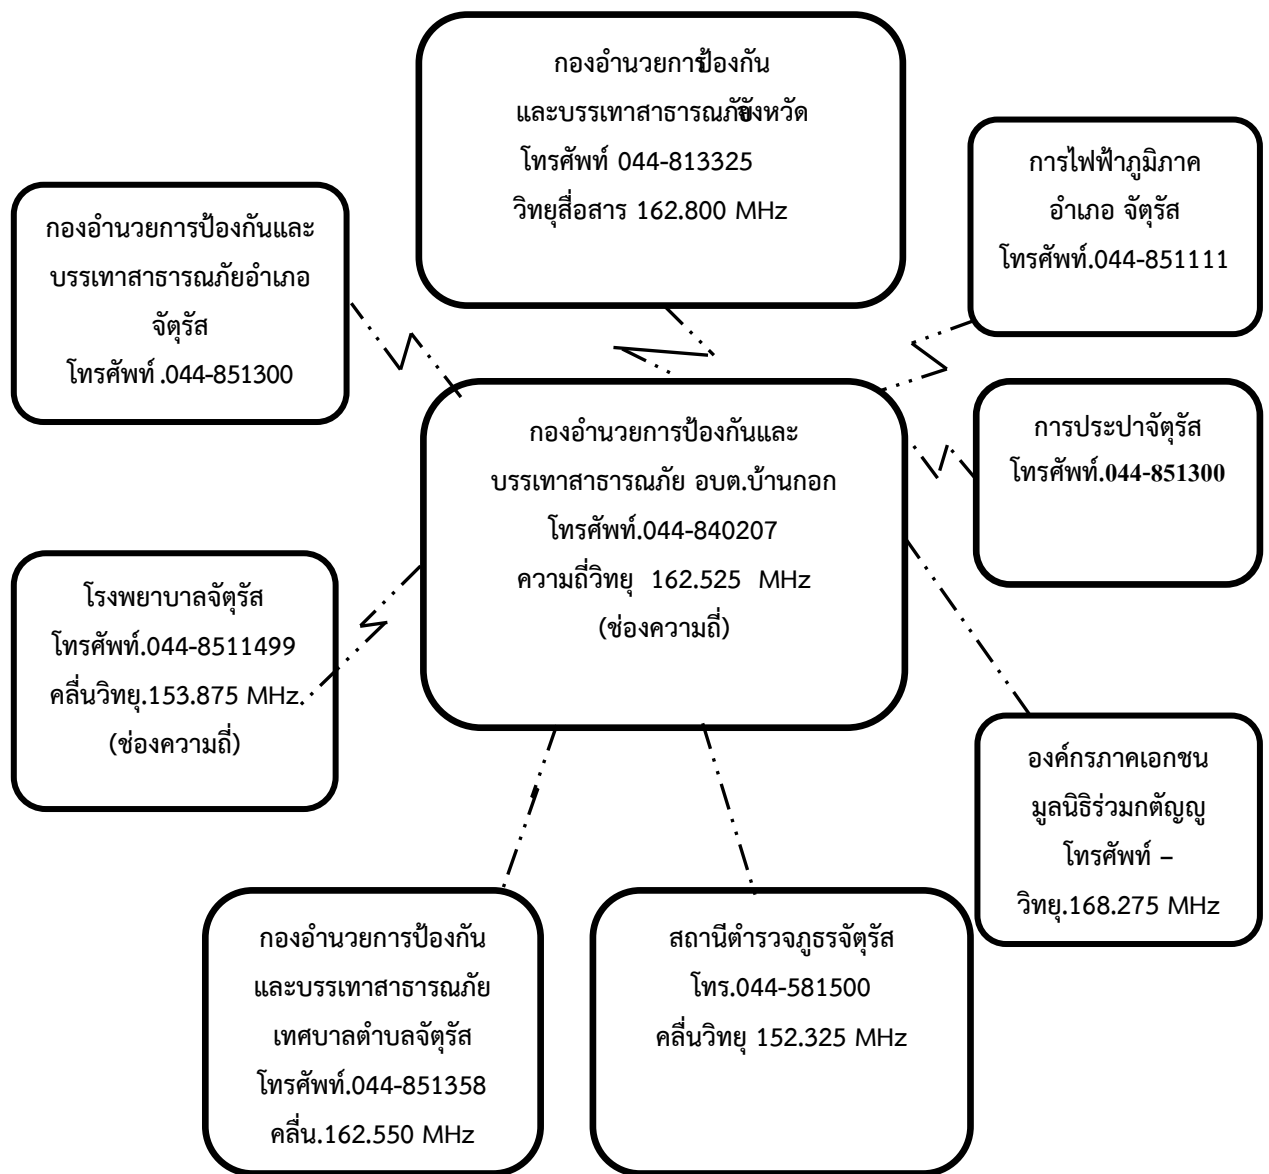 กองอำนวยการป้องกัน
และบรรเทาสาธารณภัยจังหวัด
โทรศัพท์ 044-813325
วิทยุสื่อสาร 162.800 MHz
การไฟฟ้าภูมิภาค
อำเภอ จัตุรัส
โทรศัพท์.044-851111
กองอำนวยการป้องกันและ
บรรเทาสาธารณภัยอำเภอ
จัตุรัส
โทรศัพท์.044-851300
กองอำนวยการป้องกันและ
บรรเทาสาธารณภัย อบต.บ้านกอก
โทรศัพท์.044-840207
ความถี่วิทยุ 162.525 MHz
(ช่องความถี่)
การประปาจัตุรัส
โทรศัพท์.044-851300
โรงพยาบาลจัตุรัส
โทรศัพท์.044-8511499
คลื่นวิทยุ.153.875 MHz.
(ช่องความถี่)
องค์กรภาคเอกชน
มูลนิธิร่วมกตัญญู
โทรศัพท์ –
วิทยุ.168.275 MHz
กองอำนวยการป้องกัน
และบรรเทาสาธารณภัย
เทศบาลตำบลจัตุรัส
โทรศัพท์.044-851358
คลื่น.162.550 MHz
สถานีตำรวจภูธรจัตุรัส
โทร.044-581500
คลื่นวิทยุ 152.325 MHz